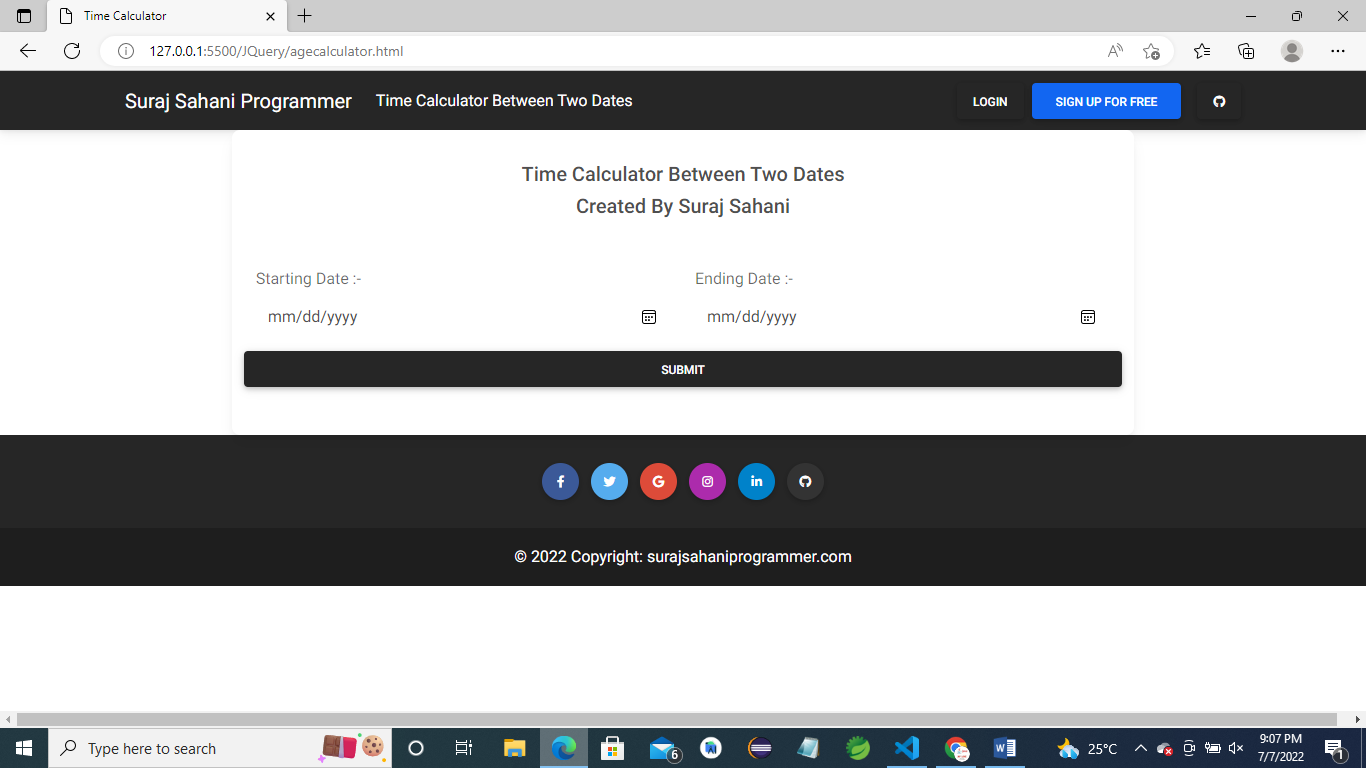 Time Calculator
127.0.0.1:5500/JQuery/agecalculator.html
Suraj Sahani Programmer Time Calculator Between Two Dates LOGIN SIGN UP FOR FREE
Time Calculator Between Two Dates
Created By Suraj Sahani
Starting Date :- Ending Date :-
mm/dd/yyyy mm/dd/yyyy
SUBMIT
© 2022 Copyright: surajsahaniprogrammer.com
Type here to search 6 25°C 9:07 PM 1
7/7/2022